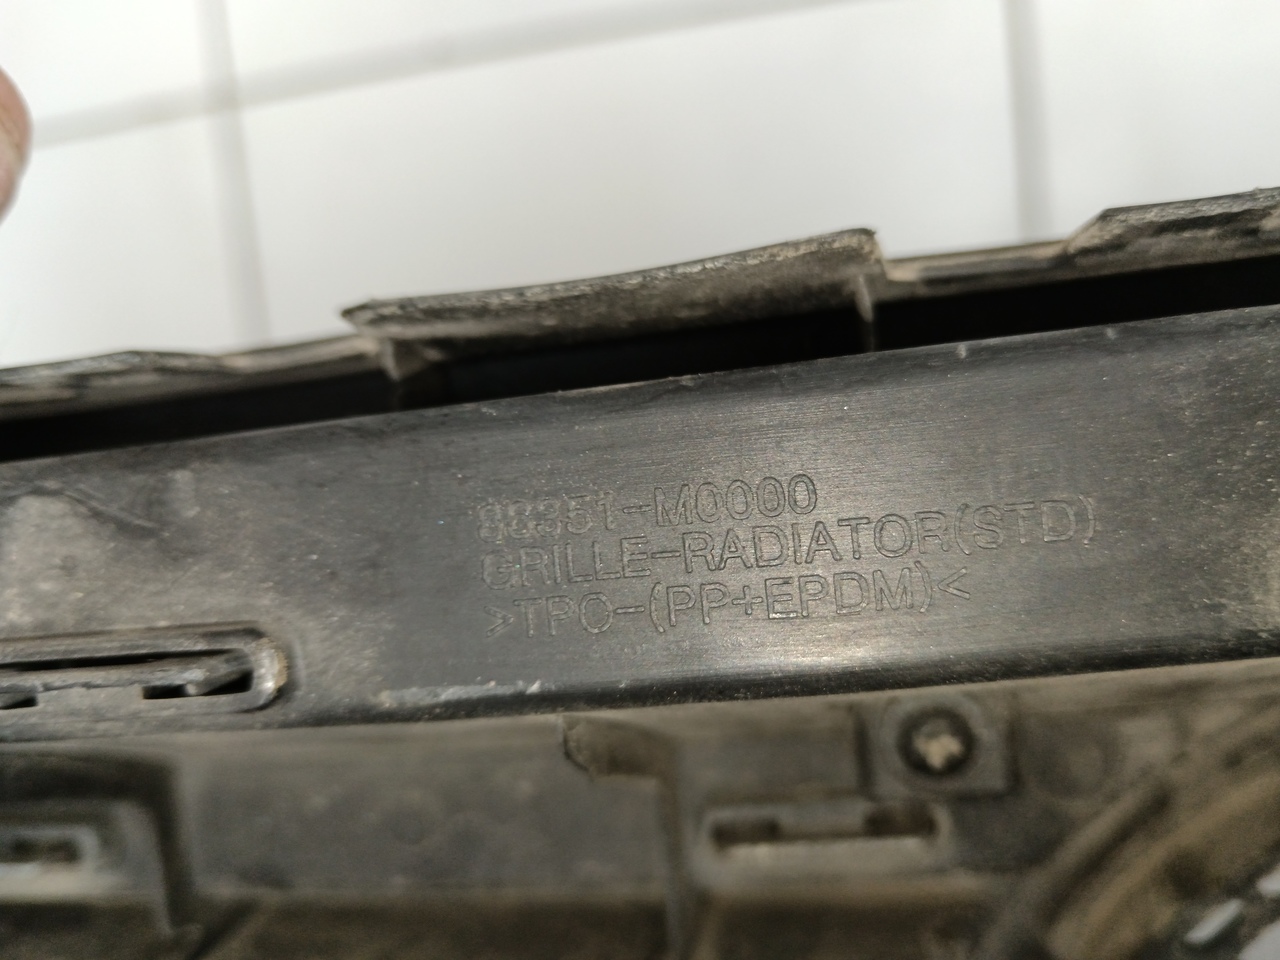 86351-M0000
GRILLE-RADIATOR(STD)
>TPO-(PP+EPDM)<